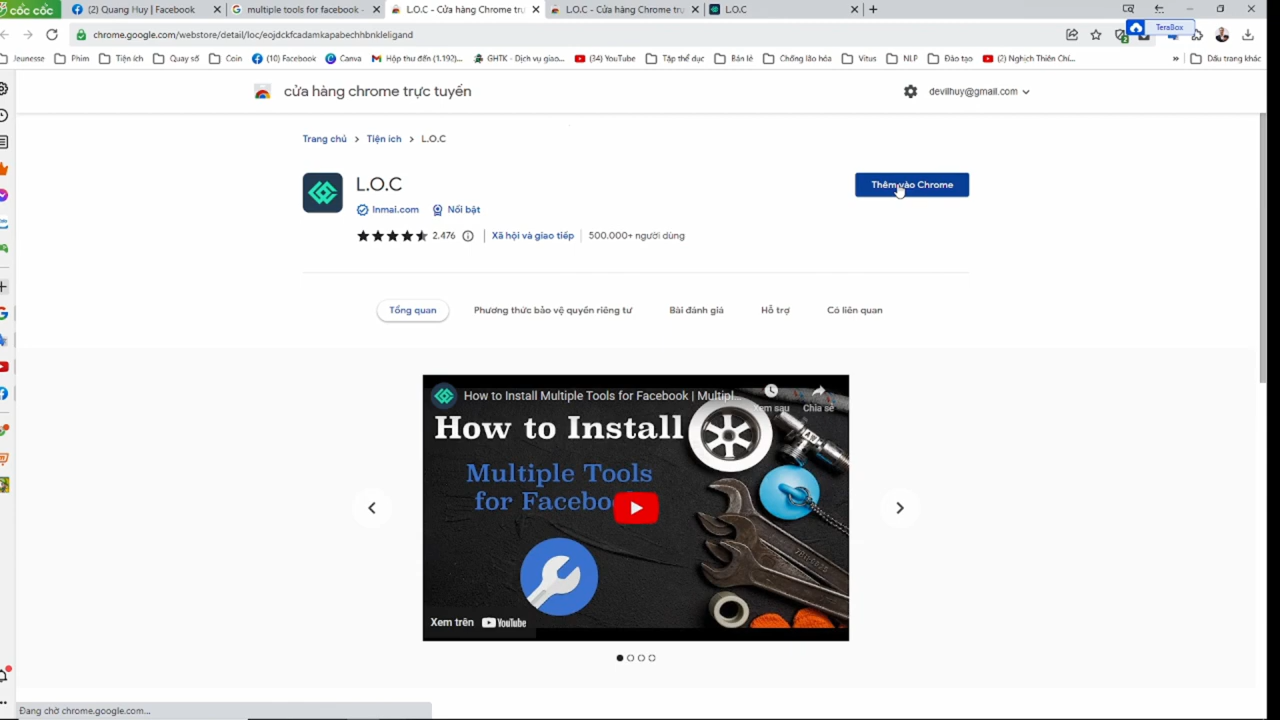 cốc cốc
(2) Quang Huy | Facebook
multiple tools for facebook -
L.O.C - Cửa hàng Chrome trự
L.O.C - Cửa hàng Chrome trự
L.O.C
chrome.google.com/webstore/detail/loc/eojdckfcadamkapabechhbnkleligand
TeraBox
Jeunesse
Phim
Tiện ích
Quay số
Coin
(10) Facebook
Canva
Hộp thư đến (1.192)...
GHTK - Dịch vụ giao...
(34) YouTube
Tập thể dục
Bán lẻ
Chống lão hóa
Vitus
NLP
Đào tạo
(2) Nghịch Thiên Chí...
»
Dấu trang khác
cửa hàng chrome trực tuyến
devilhuy@gmail.com
Trang chủ > Tiện ích > L.O.C
L.O.C
Thêm vào Chrome
lnmai.com
Nổi bật
2.476
Xã hội và giao tiếp
500.000+ người dùng
Tổng quan
Phương thức bảo vệ quyền riêng tư
Bài đánh giá
Hỗ trợ
Có liên quan
How to Install Multiple Tools for Facebook | Multipl...
Xem sau
Chia sẻ
How to Install
Multiple Tools
for Facebo
Xem trên YouTube
Đang chờ chrome.google.com...